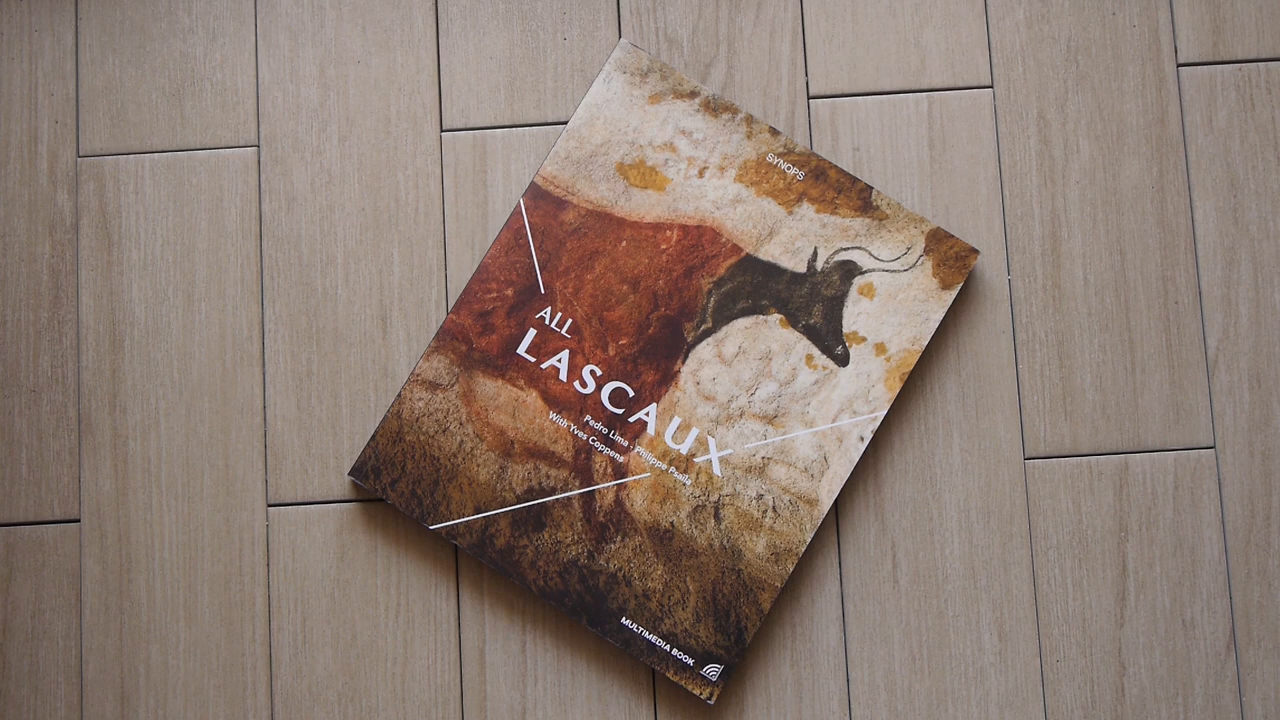 SYNOPS
ALL
LASCAUX
Pedro Lima - Philippe Psaïla
With Yves Coppens
MULTIMEDIA BOOK